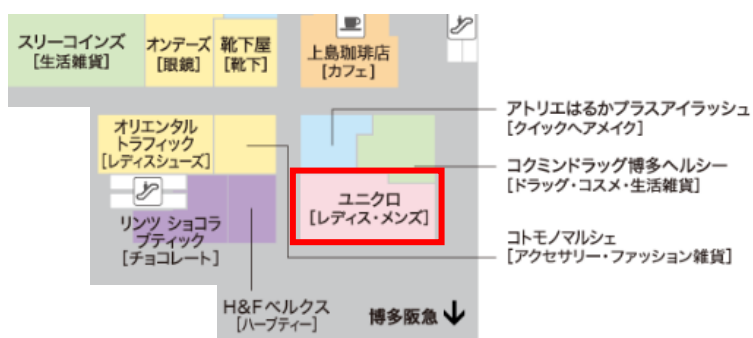 スリーコインズ
[生活雑貨]
オンデーズ
[眼鏡]
靴下屋
[靴下]
上島珈琲店
[カフェ]
オリエンタル
トラフィック
[レディスシューズ]
アトリエはるかプラスアイラッシュ
[クイックヘアメイク]
コクミンドラッグ博多ヘルシー
[ドラッグ・コスメ・生活雑貨]
ユニクロ
[レディス・メンズ]
リンツ ショコラ
ブティック
[チョコレート]
コトモノマルシェ
[アクセサリー・ファッション雑貨]
H&Fベルクス
[ハーブティー]
博多阪急